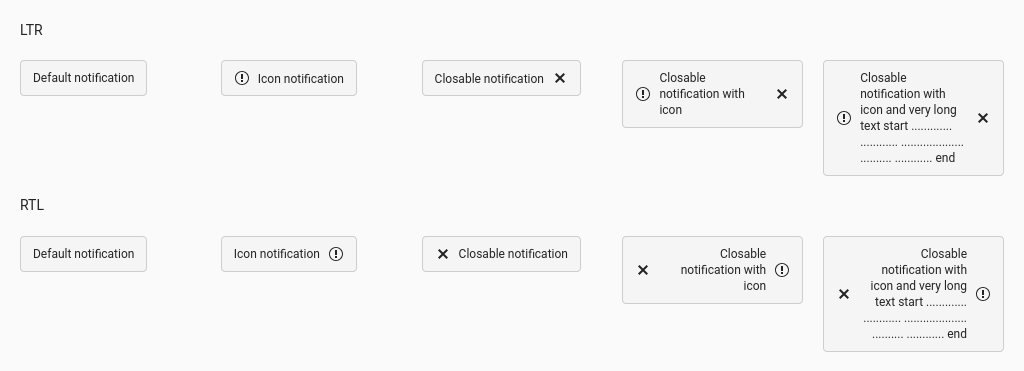 LTR
Default notification
Icon notification
Closable notification
Closable
notification with
icon
Closable
notification with
icon and very long
text start .............
............ ....................
.......... ............ end
RTL
Default notification
Icon notification
Closable notification
Closable
notification with
icon
Closable
notification with
icon and very long
text start .............
............ ....................
.......... ............ end